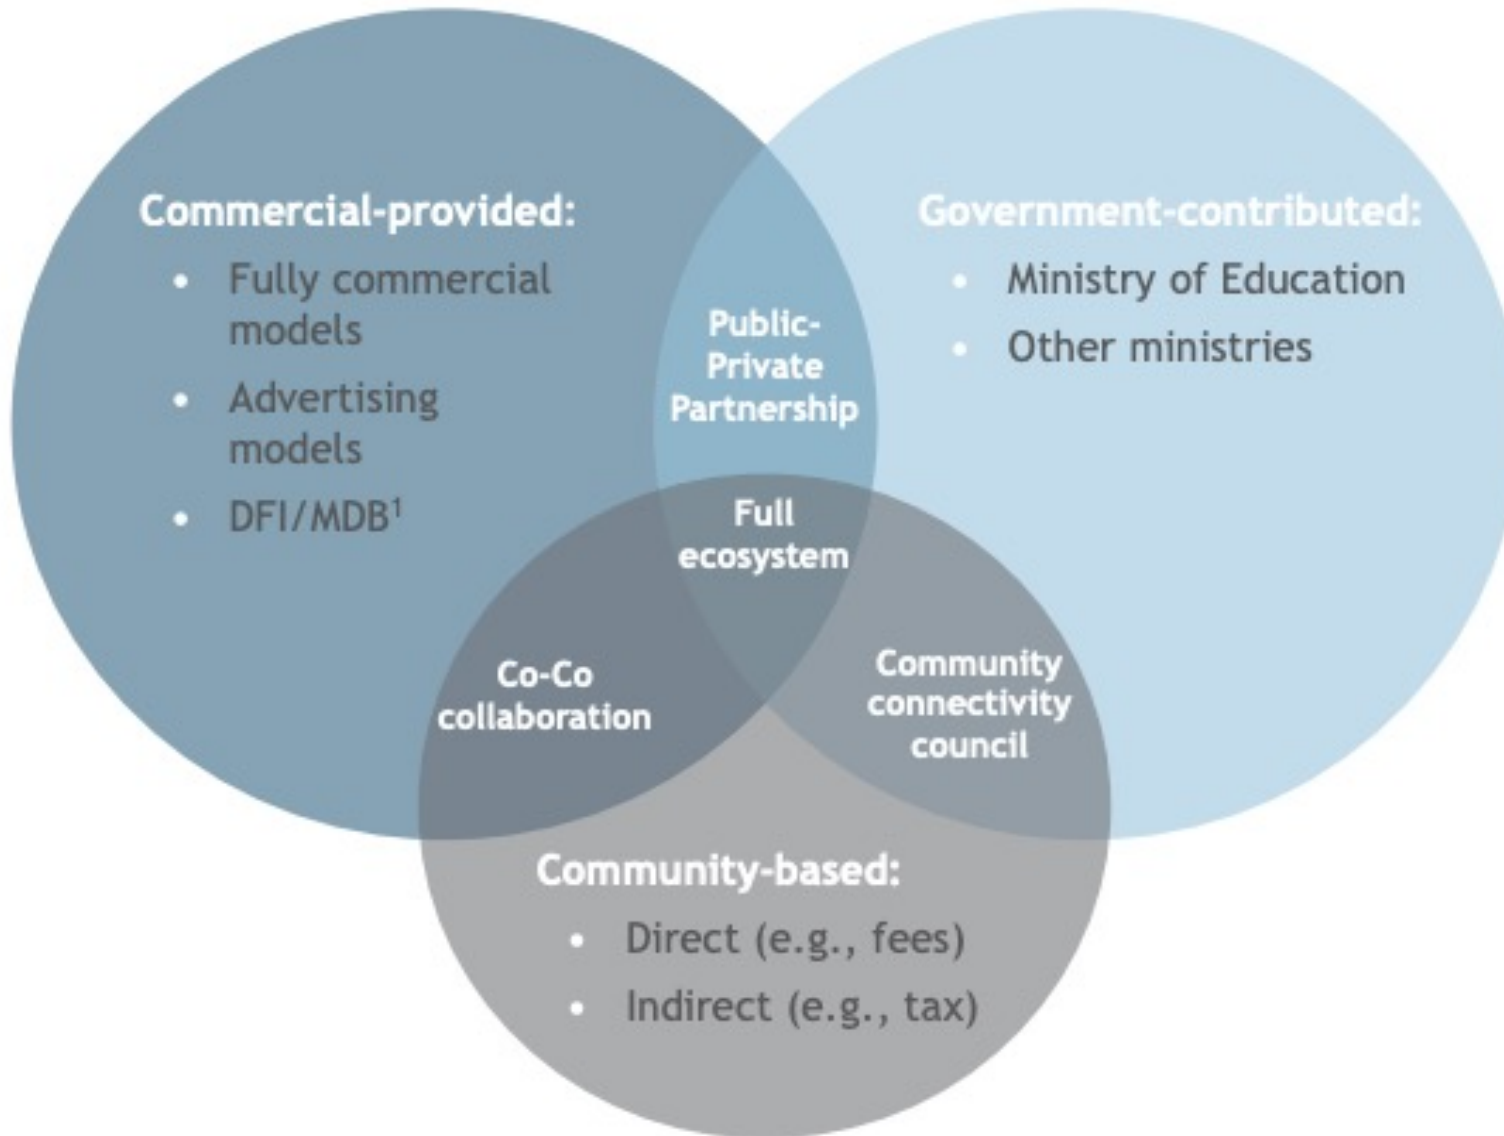 Commercial-provided:
• Fully commercial
models
• Advertising
models
• DFI/MDB¹
Government-contributed:
• Ministry of Education
• Other ministries
Public-
Private
Partnership
Full
ecosystem
Co-Co
collaboration
Community
connectivity
council
Community-based:
• Direct (e.g., fees)
• Indirect (e.g., tax)